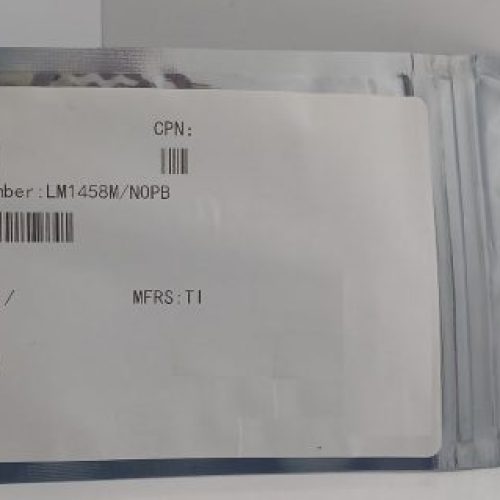 CPN:
mber:LM1458M/NOPB
/ MFRS:TI